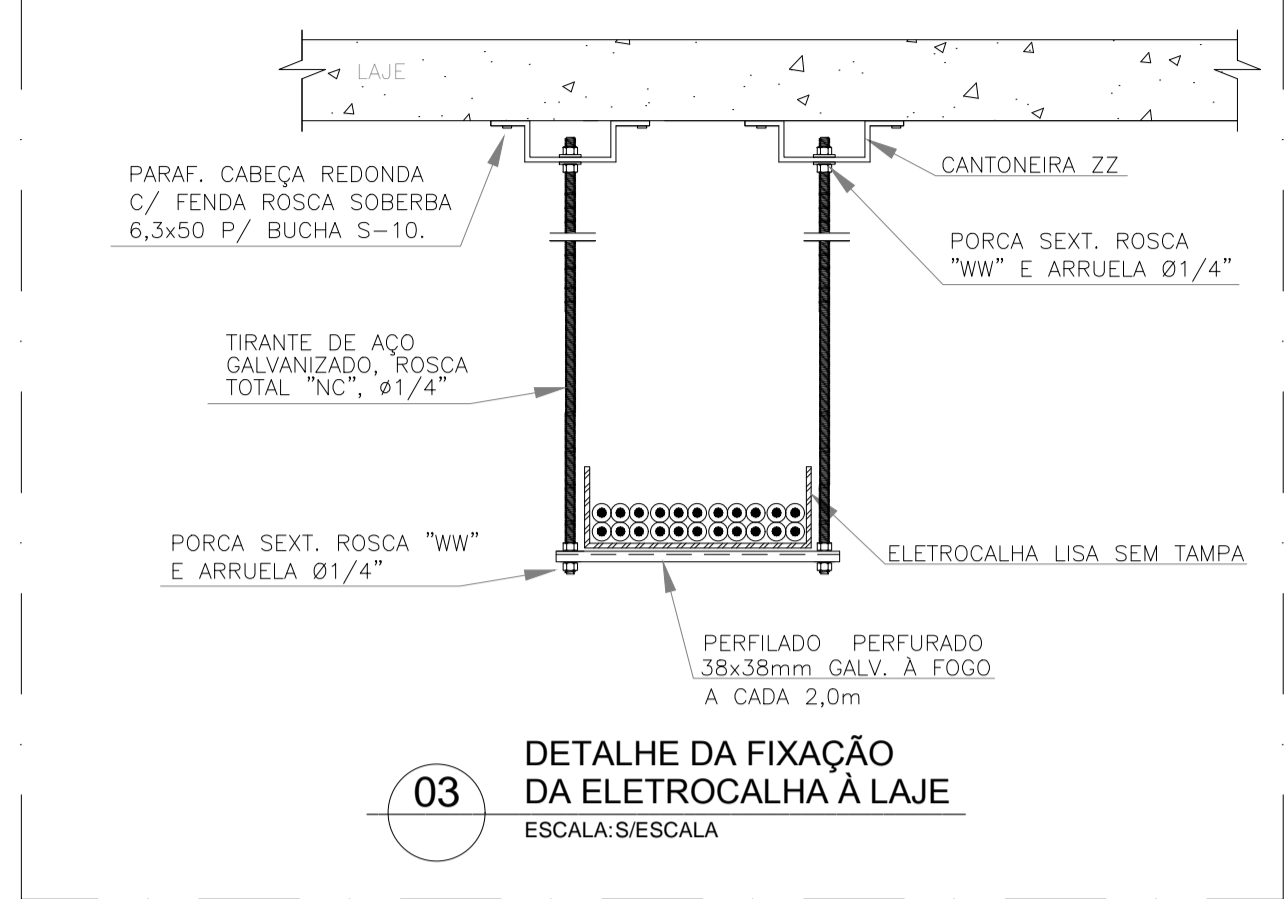 LAJE
PARAF. CABEÇA REDONDA
C/ FENDA ROSCA SOBERBA
6,3x50 P/ BUCHA S-10.
CANTONEIRA ZZ
PORCA SEXT. ROSCA
"WW" E ARRUELA Ø1/4"
TIRANTE DE AÇO
GALVANIZADO, ROSCA
TOTAL "NC", ø1/4"
PORCA SEXT. ROSCA "WW"
E ARRUELA Ø1/4"
ELETROCALHA LISA SEM TAMPA
PERFILADO PERFURADO
38x38mm GALV. À FOGO
A CADA 2,0m
03
DETALHE DA FIXAÇÃO
DA ELETROCALHA À LAJE
ESCALA:S/ESCALA